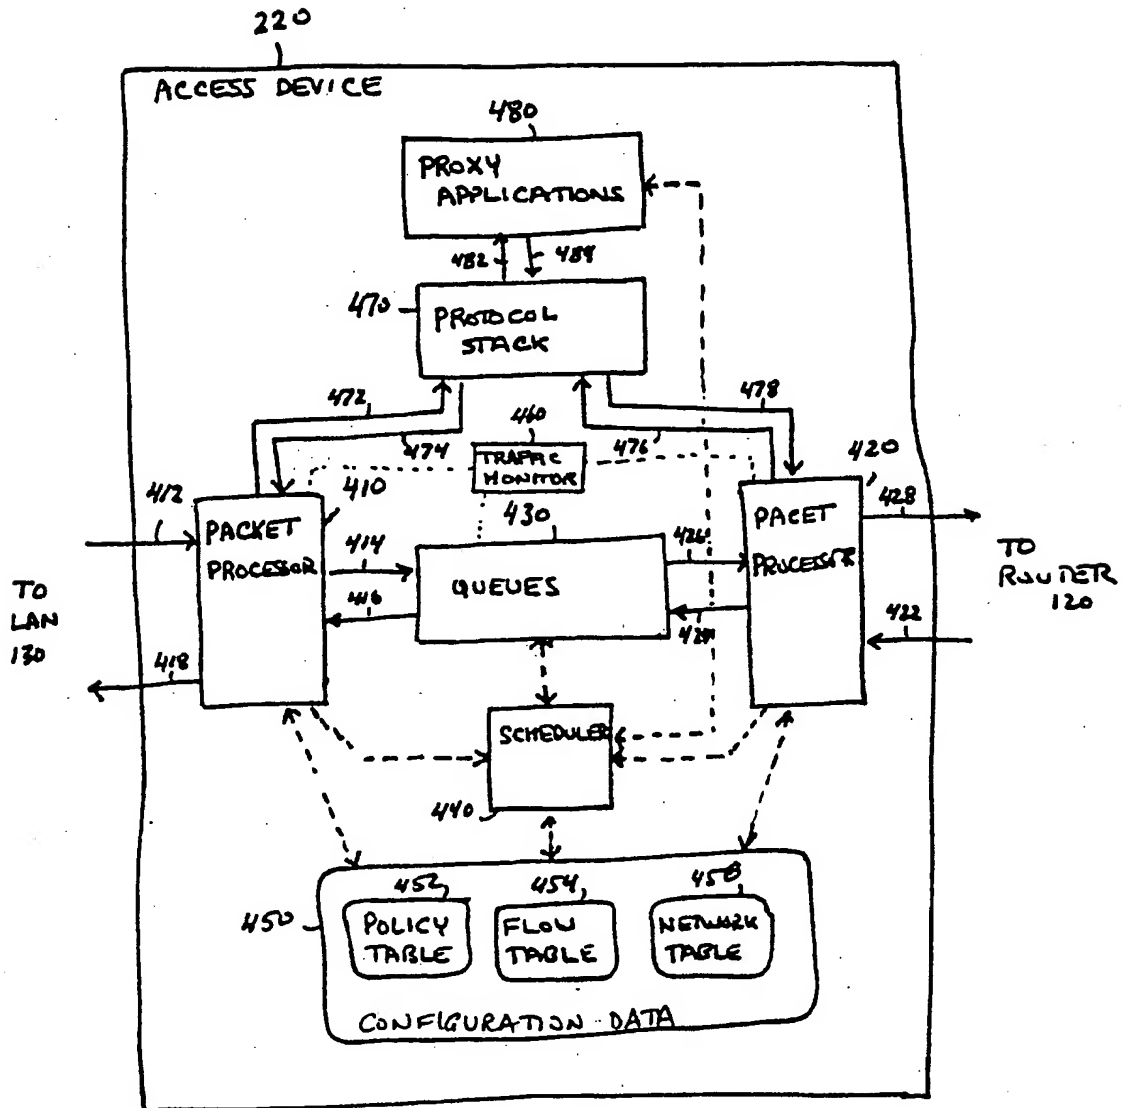 220
ACCESS DEVICE
480
PROXY
APPLICATIONS
482
484
470
PROTOCOL
STACK
472
474
460
476
478
TRAFFIC
MONITOR
412
410
420
428
PACKET
PROCESSOR
430
PACET
PROCESSOR
414
416
QUEUES
426
TO
LAN
130
TO
ROUTER
120
422
418
SCHEDULER
440
450
452
POLICY
TABLE
454
FLOW
TABLE
NETWORK
TABLE
CONFIGURATION DATA